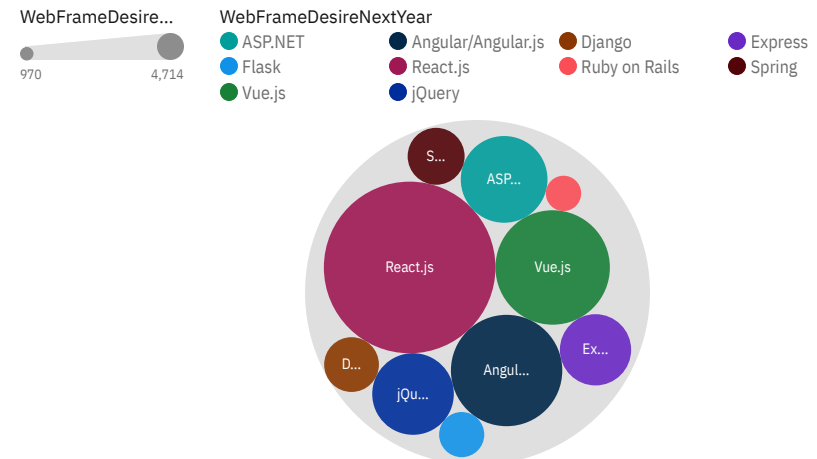 WebFrameDesire...
970
4,714
WebFrameDesireNextYear
ASP.NET
Angular/Angular.js
Django
Express
Flask
React.js
Ruby on Rails
Spring
Vue.js
jQuery
S...
ASP...
React.js
Vue.js
Ex...
D...
Angul...
jQu...